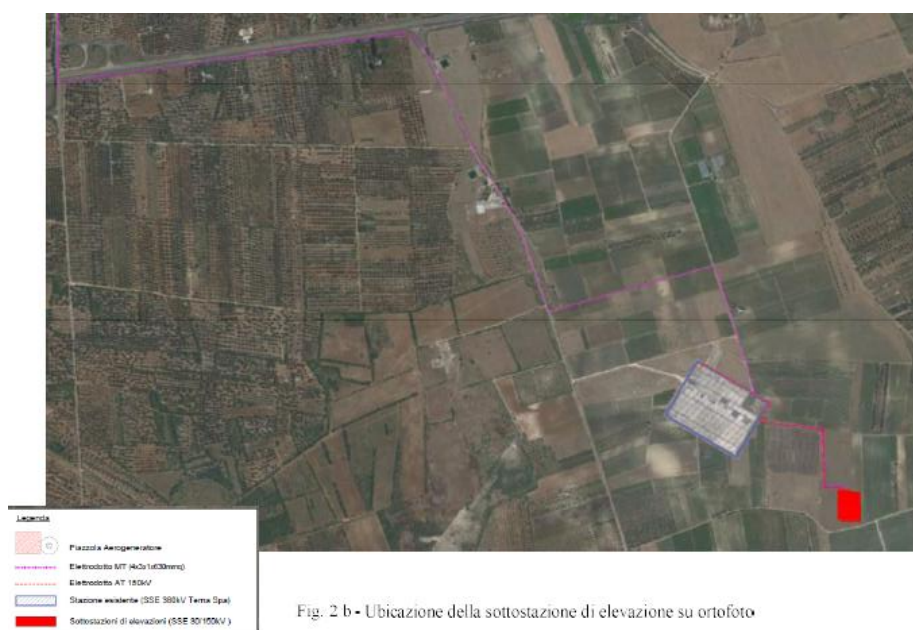 Legenda
Piazzola Aerogeneratore
Elettrodotto MT (4x3x1x630mmq)
Elettrodotto AT 150kV
Stazione esistente (SSE 380kV Terna Spa)
Sottostazioni di elevazioni (SSE 30/150kV )
Fig. 2 b - Ubicazione della sottostazione di elevazione su ortofoto